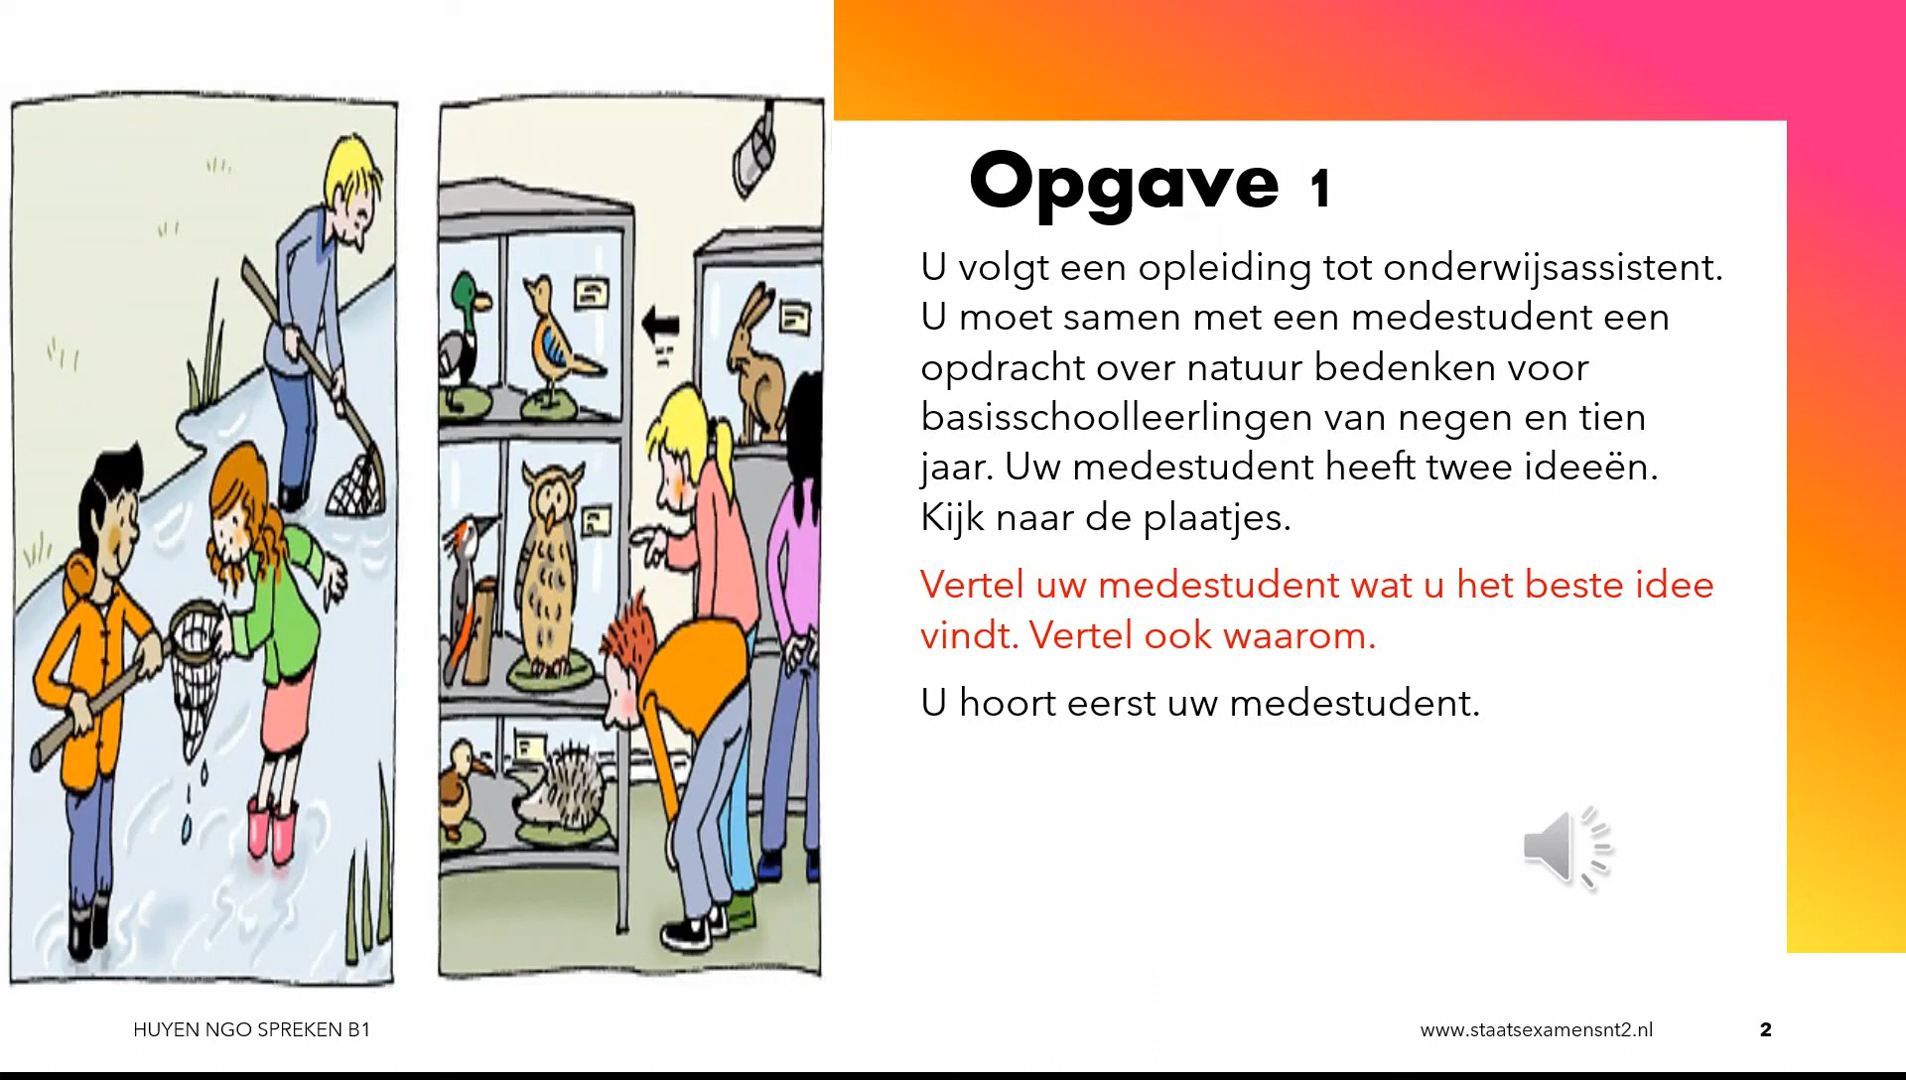 Opgave 1
U volgt een opleiding tot onderwijsassistent.
U moet samen met een medestudent een
opdracht over natuur bedenken voor
basisschoolleerlingen van negen en tien
jaar. Uw medestudent heeft twee ideeën.
Kijk naar de plaatjes.
Vertel uw medestudent wat u het beste idee
vindt. Vertel ook waarom.
U hoort eerst uw medestudent.
HUYEN NGO SPREKEN B1
www.staatsexamensnt2.nl
2